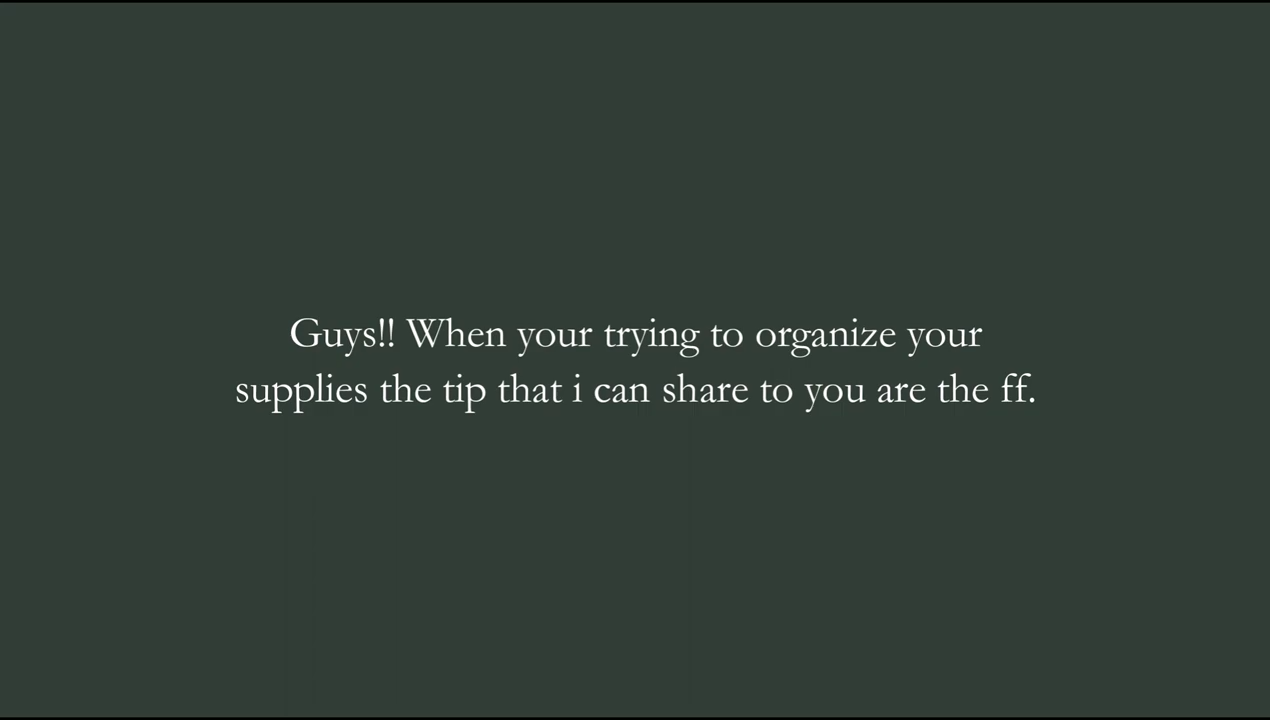 Guys!! When your trying to organize your
supplies the tip that i can share to you are the ff.